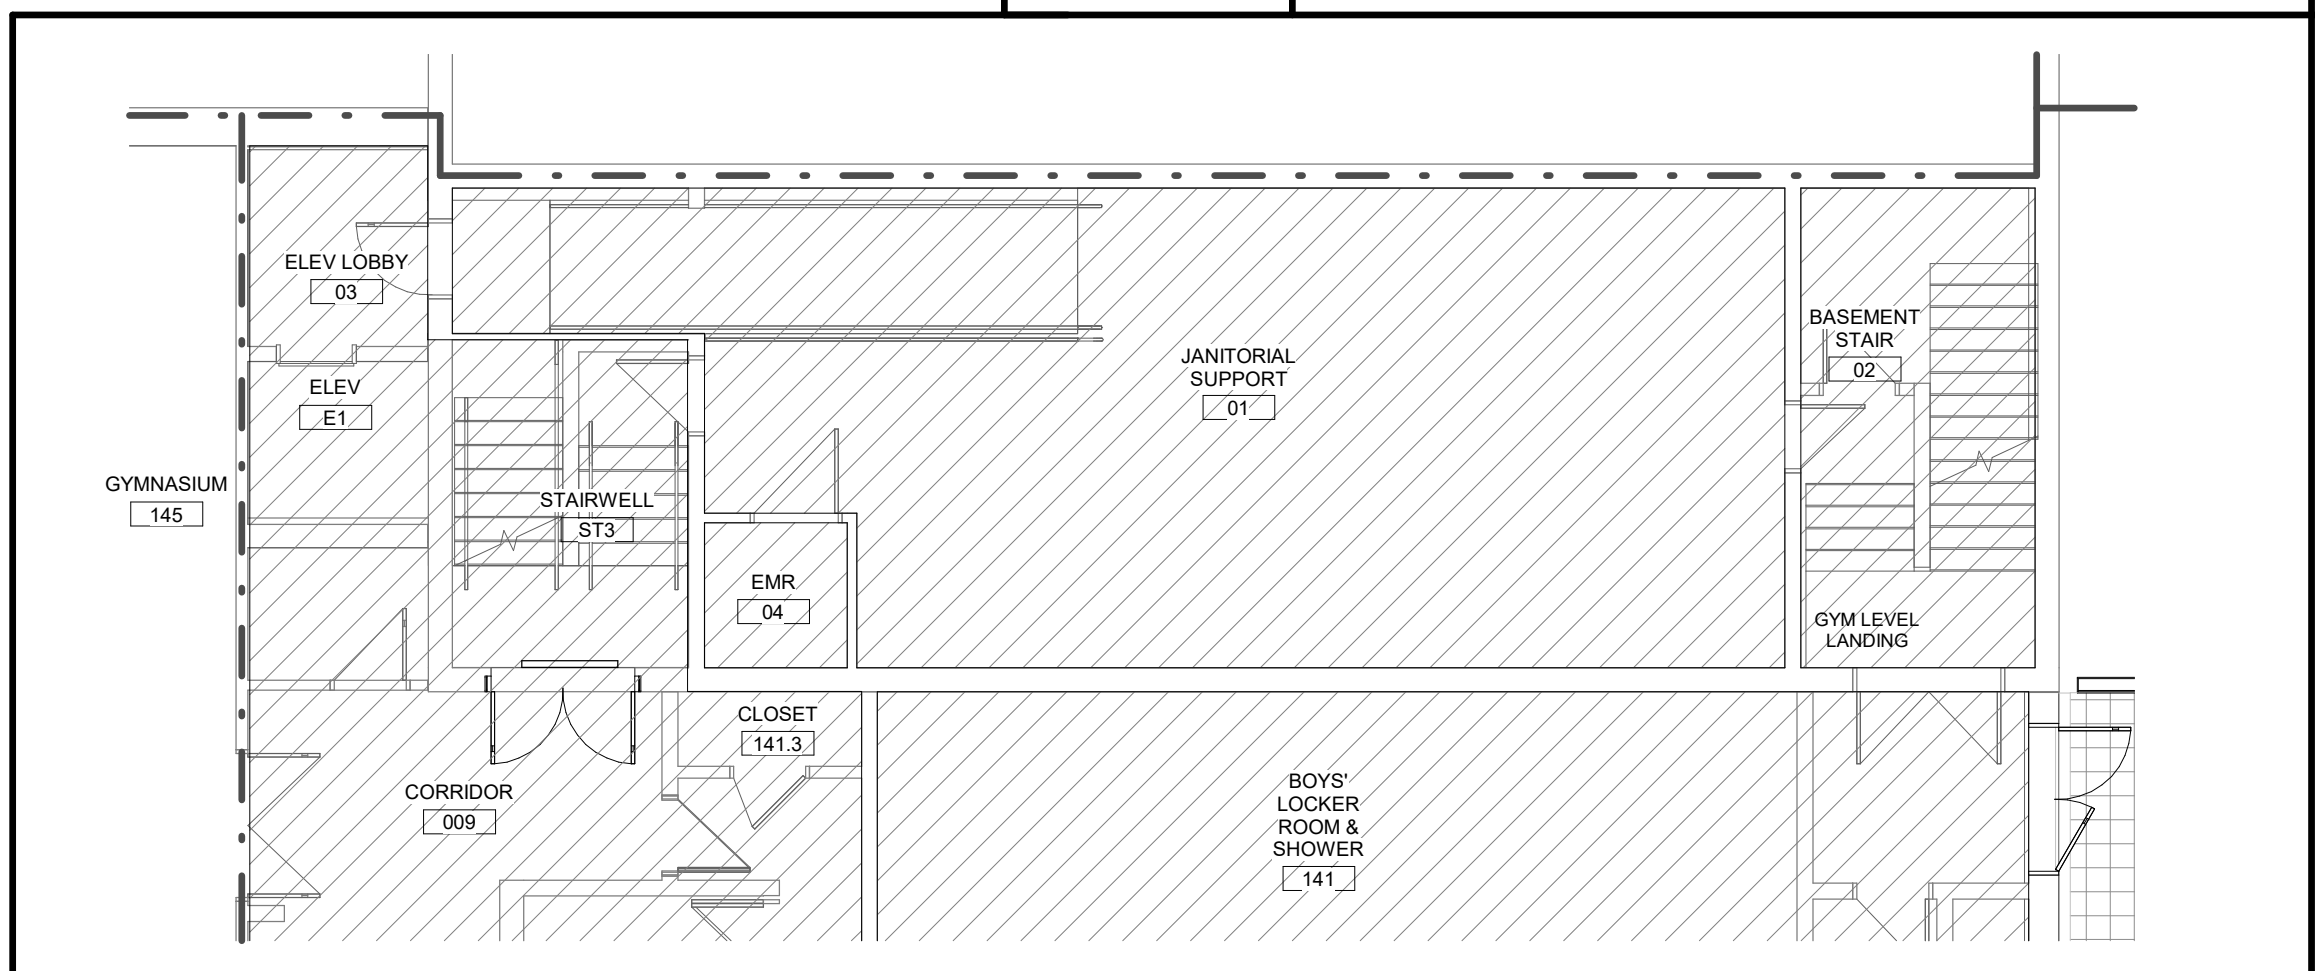 ELEV LOBBY
03
ELEV
E1
GYMNASIUM
145
STAIRWELL
ST3
EMR
04
JANITORIAL
SUPPORT
01
BASEMENT
STAIR
02
GYM LEVEL
LANDING
CLOSET
141.3
CORRIDOR
009
BOYS'
LOCKER
ROOM &
SHOWER
141